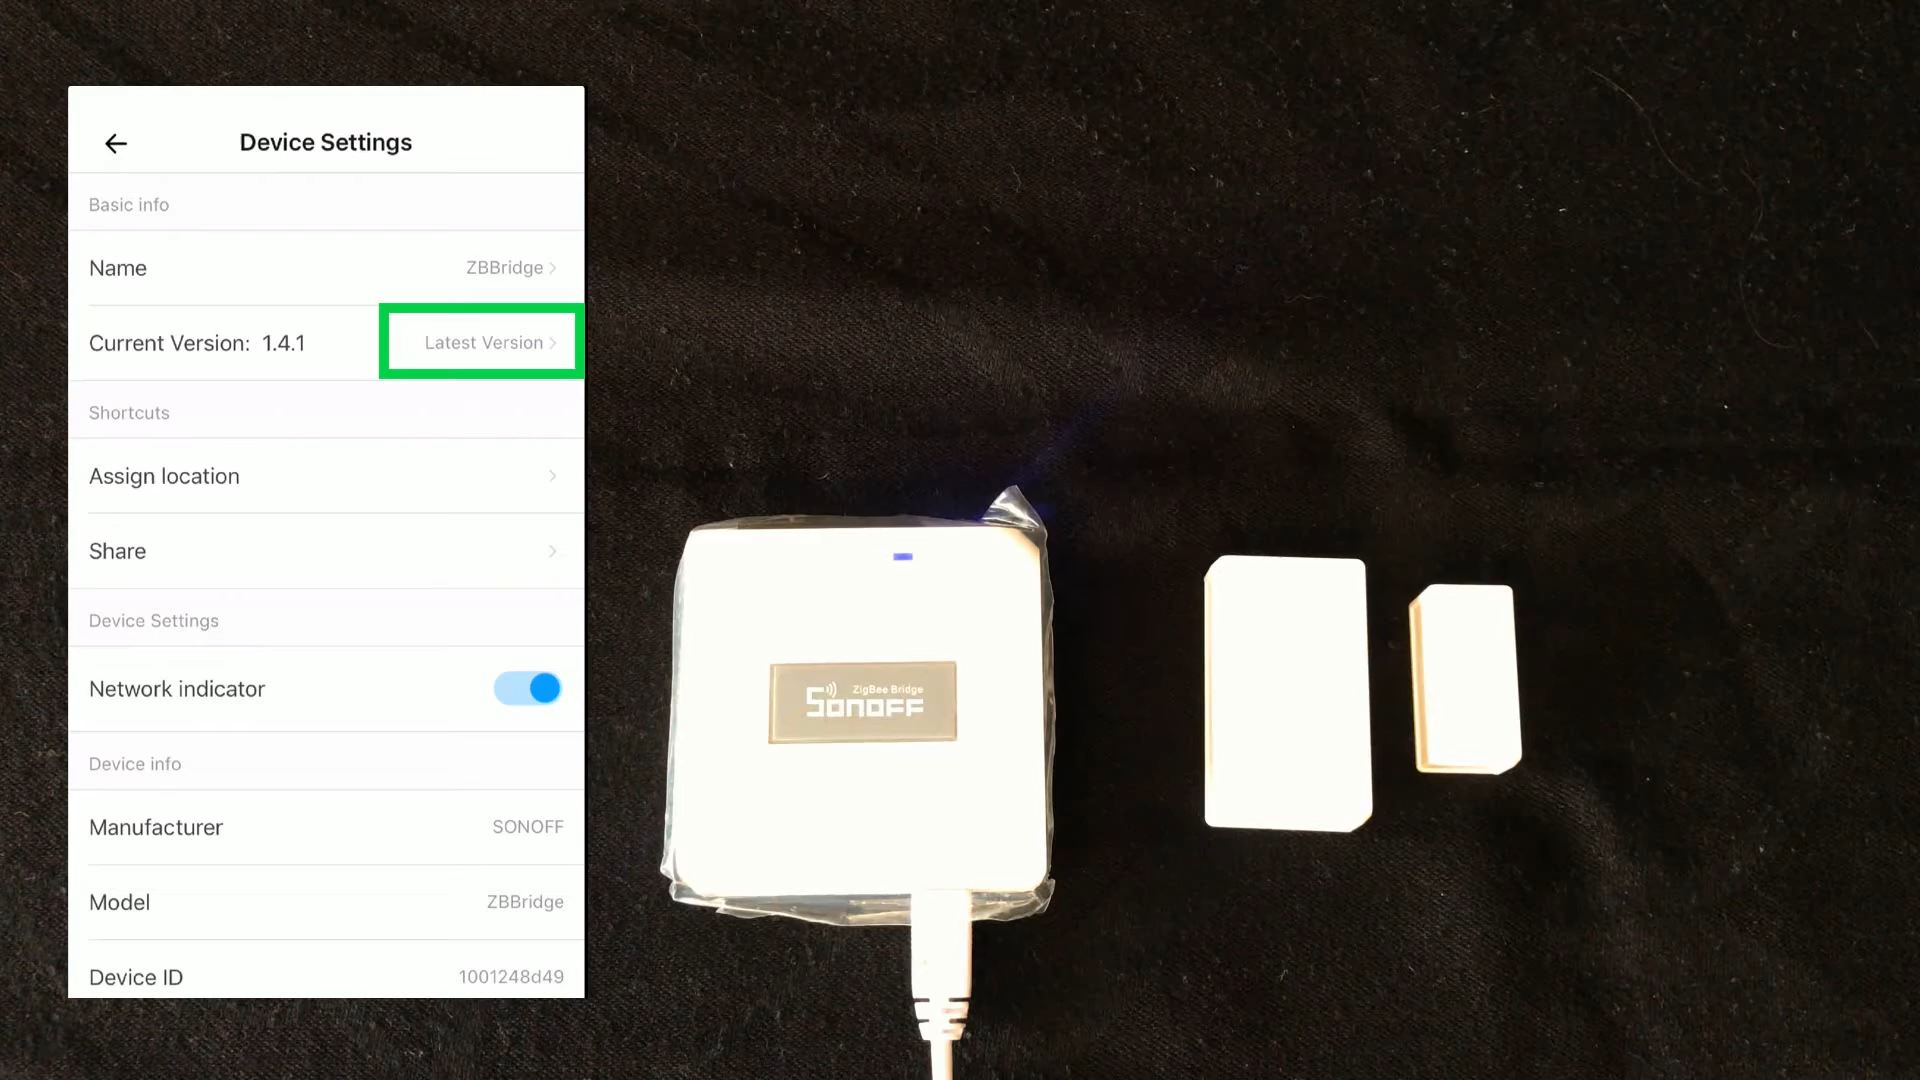 Device Settings
Basic info
Name ZBBridge
Current Version: 1.4.1 Latest Version
Shortcuts
Assign location
Share
Device Settings
Network indicator
Device info
Manufacturer SONOFF
Model ZBBridge
Device ID 1001248d49
ZigBee Bridge
SONOFF